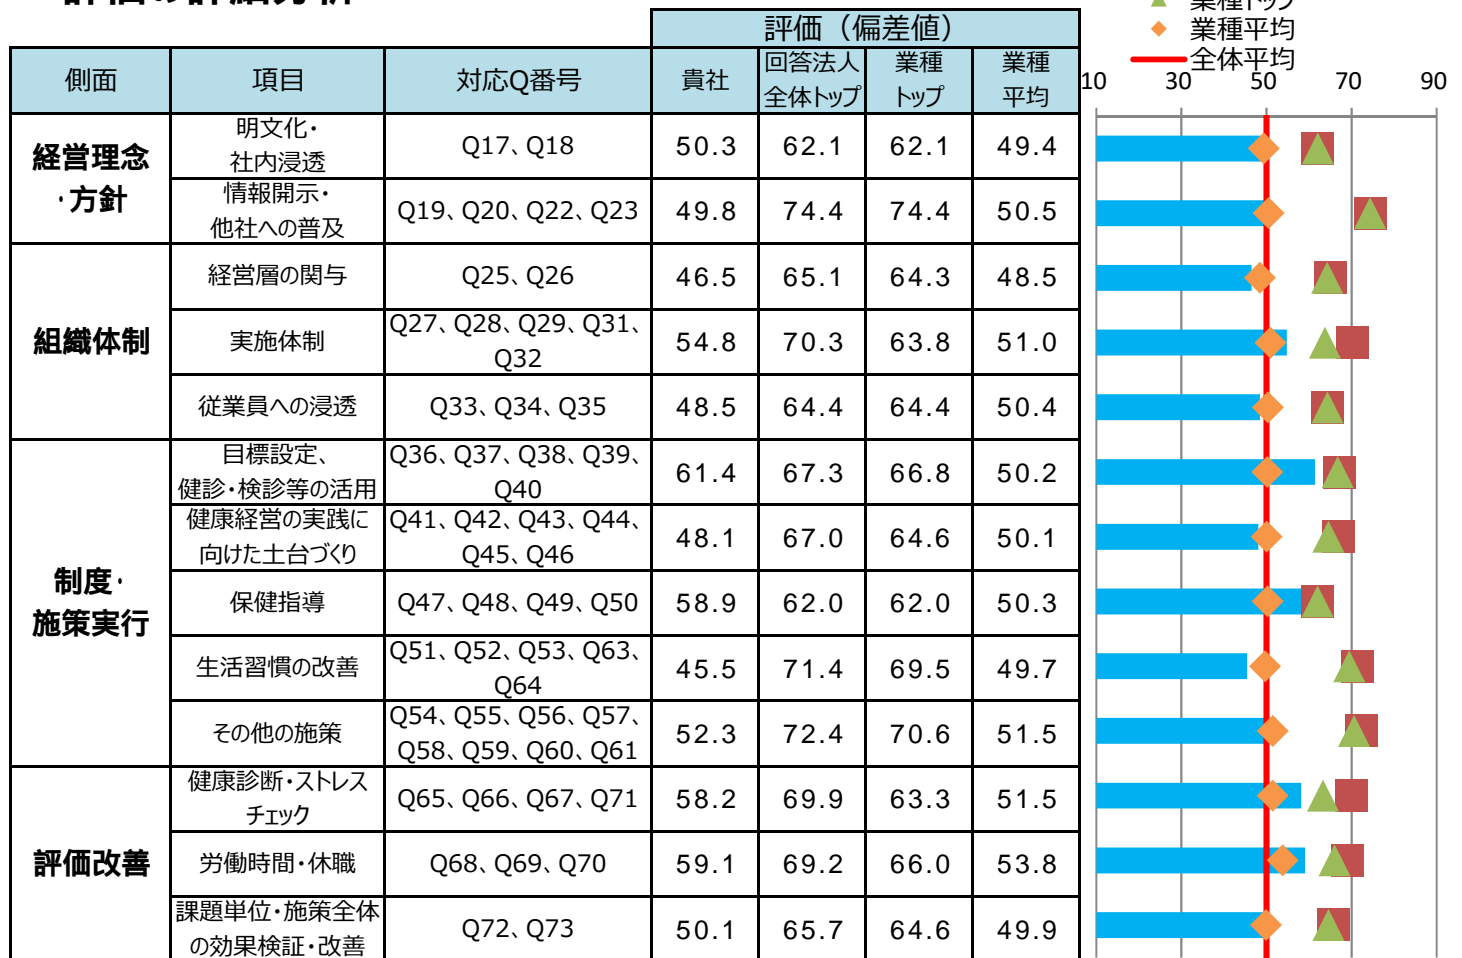 評価の詳細分析
業種トップ
業種平均
全体平均
評価（偏差値）
側面 項目 対応Q番号 貴社 回答法人全体トップ 業種トップ 業種平均
10 30 50 70 90
経営理念・方針
明文化・社内浸透 Q17、Q18 50.3 62.1 62.1 49.4
情報開示・他社への普及 Q19、Q20、Q22、Q23 49.8 74.4 74.4 50.5
組織体制
経営層の関与 Q25、Q26 46.5 65.1 64.3 48.5
実施体制 Q27、Q28、Q29、Q31、Q32 54.8 70.3 63.8 51.0
従業員への浸透 Q33、Q34、Q35 48.5 64.4 64.4 50.4
制度・施策実行
目標設定、健診・検診等の活用 Q36、Q37、Q38、Q39、Q40 61.4 67.3 66.8 50.2
健康経営の実践に向けた土台づくり Q41、Q42、Q43、Q44、Q45、Q46 48.1 67.0 64.6 50.1
保健指導 Q47、Q48、Q49、Q50 58.9 62.0 62.0 50.3
生活習慣の改善 Q51、Q52、Q53、Q63、Q64 45.5 71.4 69.5 49.7
その他の施策 Q54、Q55、Q56、Q57、Q58、Q59、Q60、Q61 52.3 72.4 70.6 51.5
評価改善
健康診断・ストレスチェック Q65、Q66、Q67、Q71 58.2 69.9 63.3 51.5
労働時間・休職 Q68、Q69、Q70 59.1 69.2 66.0 53.8
課題単位・施策全体の効果検証・改善 Q72、Q73 50.1 65.7 64.6 49.9